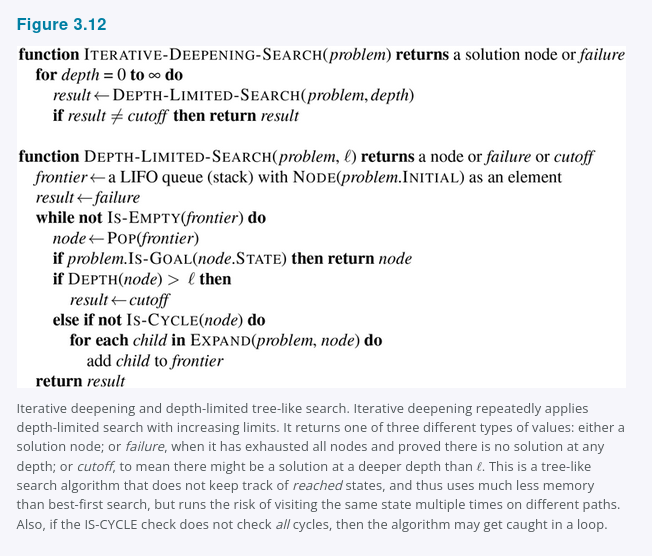 Figure 3.12
function ITERATIVE-DEEPENING-SEARCH(problem) returns a solution node or failure
for depth = 0 to ∞ do
result ← DEPTH-LIMITED-SEARCH(problem, depth)
if result ≠ cutoff then return result
function DEPTH-LIMITED-SEARCH(problem, ℓ) returns a node or failure or cutoff
frontier ← a LIFO queue (stack) with NODE(problem.INITIAL) as an element
result ← failure
while not IS-EMPTY(frontier) do
node ← POP(frontier)
if problem.IS-GOAL(node.STATE) then return node
if DEPTH(node) > ℓ then
result ← cutoff
else if not IS-CYCLE(node) do
for each child in EXPAND(problem, node) do
add child to frontier
return result
Iterative deepening and depth-limited tree-like search. Iterative deepening repeatedly applies
depth-limited search with increasing limits. It returns one of three different types of values: either a
solution node; or failure, when it has exhausted all nodes and proved there is no solution at any
depth; or cutoff, to mean there might be a solution at a deeper depth than ℓ. This is a tree-like
search algorithm that does not keep track of reached states, and thus uses much less memory
than best-first search, but runs the risk of visiting the same state multiple times on different paths.
Also, if the IS-CYCLE check does not check all cycles, then the algorithm may get caught in a loop.